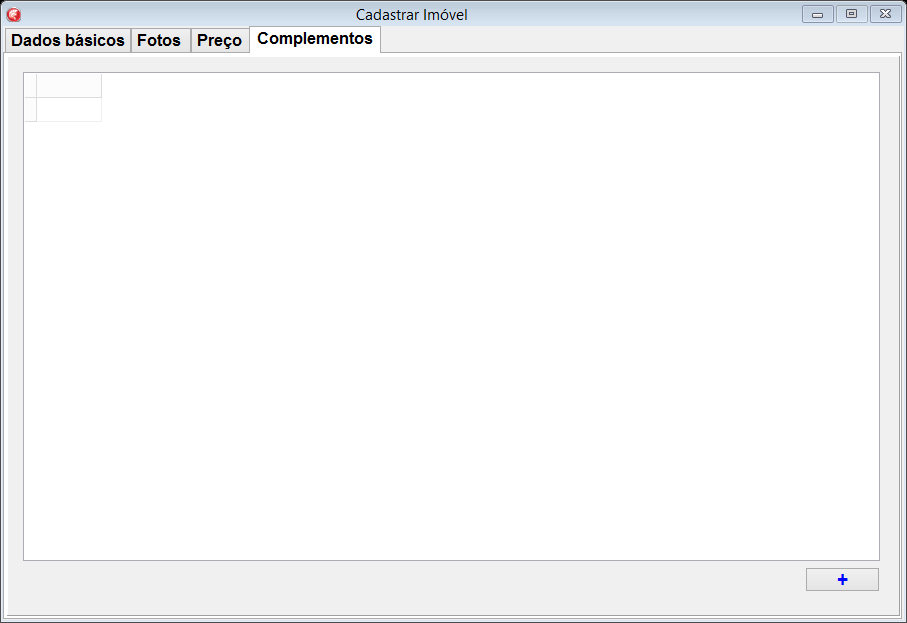 Cadastrar Imóvel
Dados básicos Fotos Preço Complementos
+